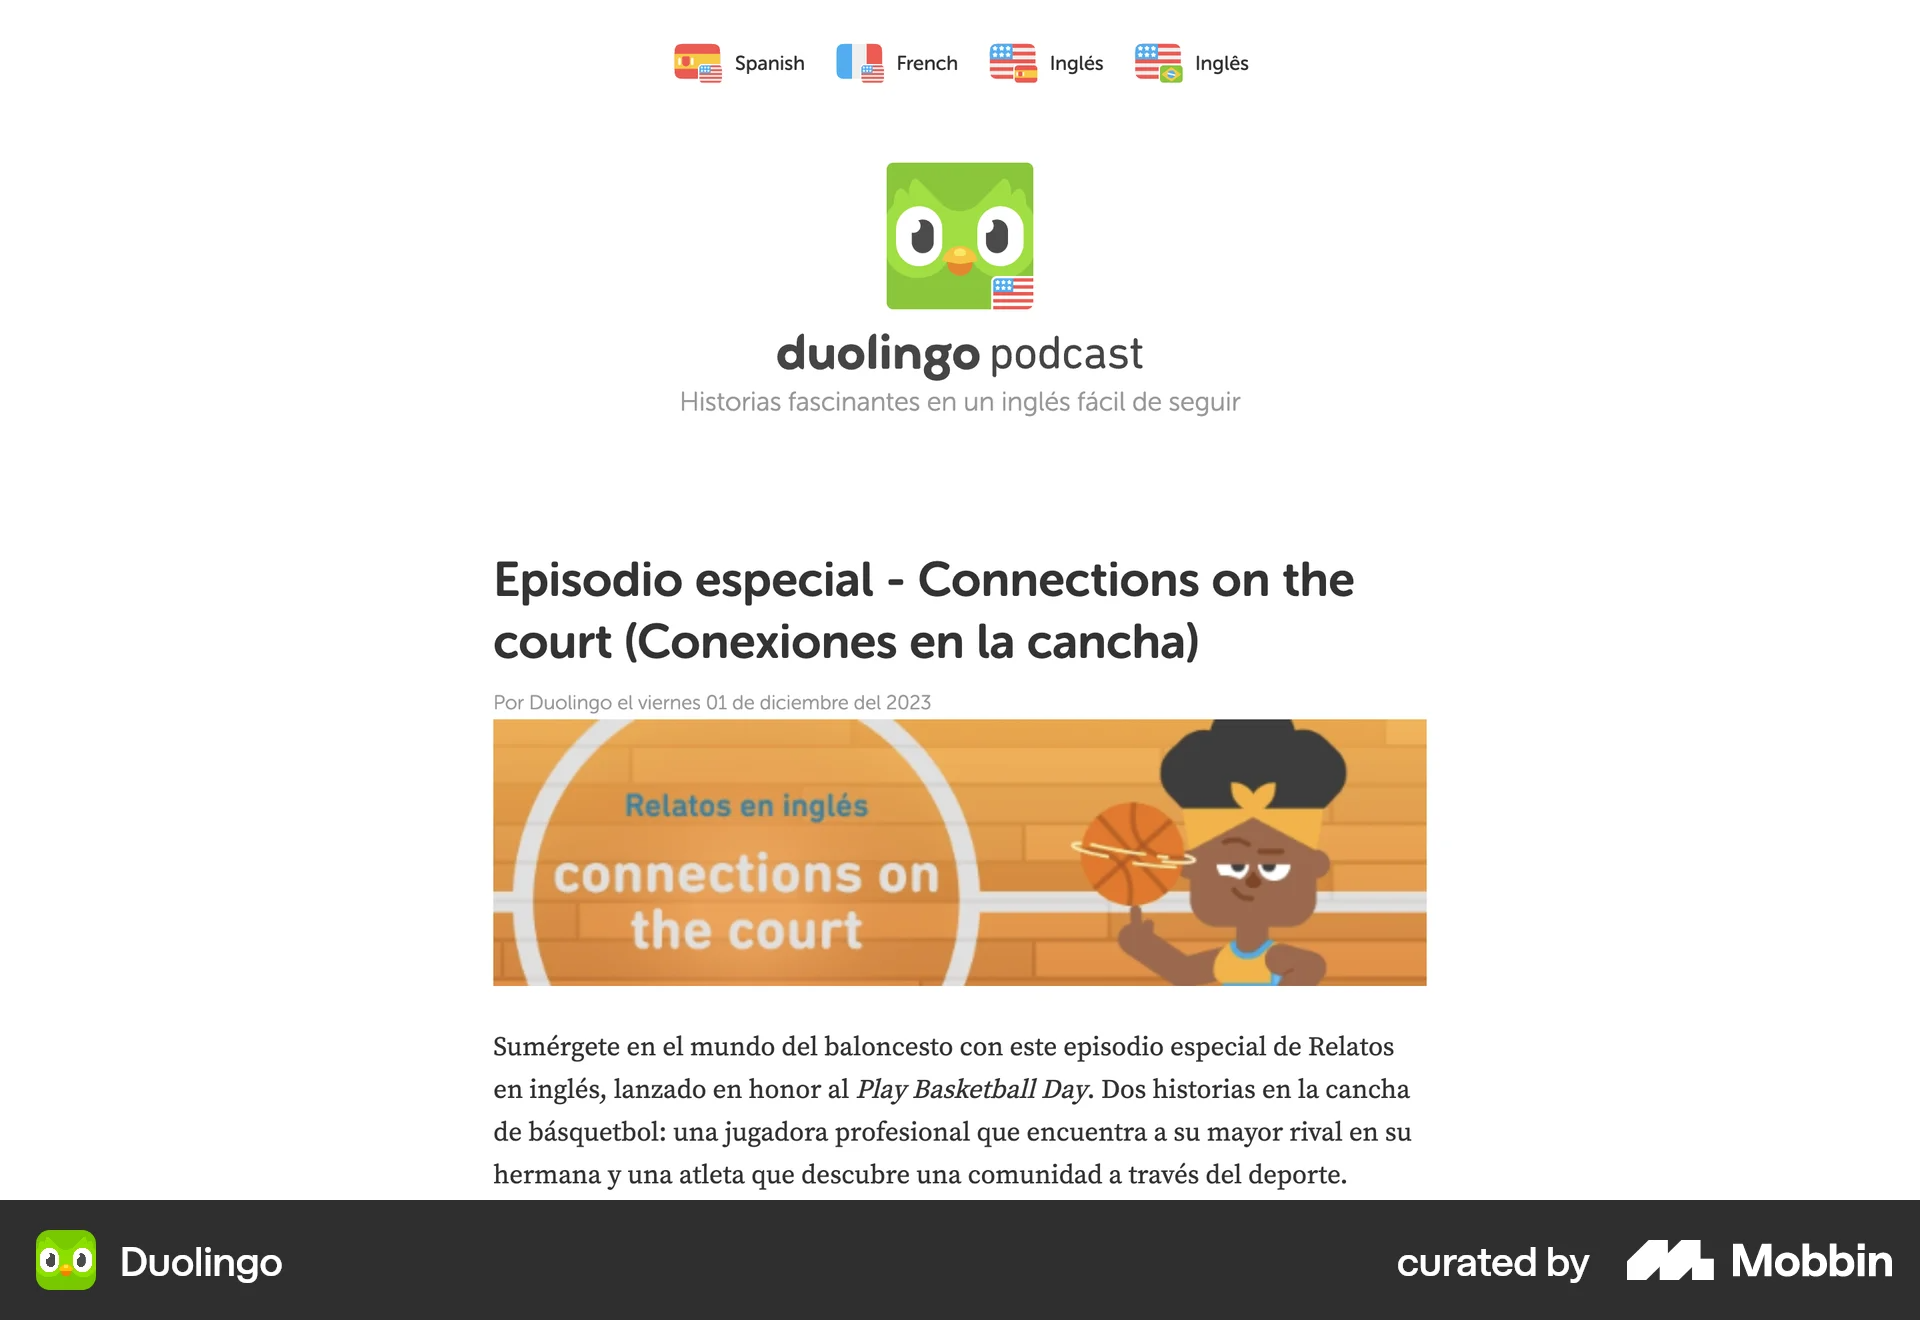 Spanish
French
Inglés
Inglês
duolingo podcast
Historias fascinantes en un inglés fácil de seguir
Episodio especial - Connections on the
court (Conexiones en la cancha)
Por Duolingo el viernes 01 de diciembre del 2023
Relatos en inglés
connections on
the court
Sumérgete en el mundo del baloncesto con este episodio especial de Relatos
en inglés, lanzado en honor al Play Basketball Day. Dos historias en la cancha
de básquetbol: una jugadora profesional que encuentra a su mayor rival en su
hermana y una atleta que descubre una comunidad a través del deporte.
Duolingo
curated by Mobbin